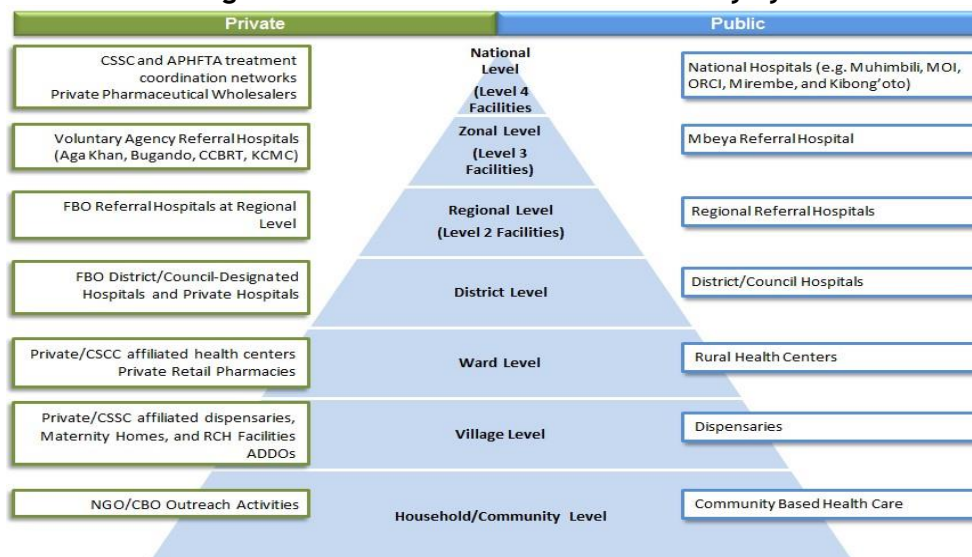 Private
Public
CSSC and APHFTA treatment
coordination networks
Private Pharmaceutical Wholesalers
National
Level
(Level 4
Facilities
National Hospitals (e.g. Muhimbili, MOI,
ORCI, Mirembe, and Kibong'oto)
Voluntary Agency Referral Hospitals
(Aga Khan, Bugando, CCBRT, KCMC)
Zonal Level
(Level 3
Facilities)
Mbeya Referral Hospital
FBO Referral Hospitals at Regional
Level
Regional Level
(Level 2 Facilities)
Regional Referral Hospitals
FBO District/Council-Designated
Hospitals and Private Hospitals
District Level
District/Council Hospitals
Private/CSCC affiliated health centers
Private Retail Pharmacies
Ward Level
Rural Health Centers
Private/CSSC affiliated dispensaries,
Maternity Homes, and RCH Facilities
ADDOs
Village Level
Dispensaries
NGO/CBO Outreach Activities
Household/Community Level
Community Based Health Care